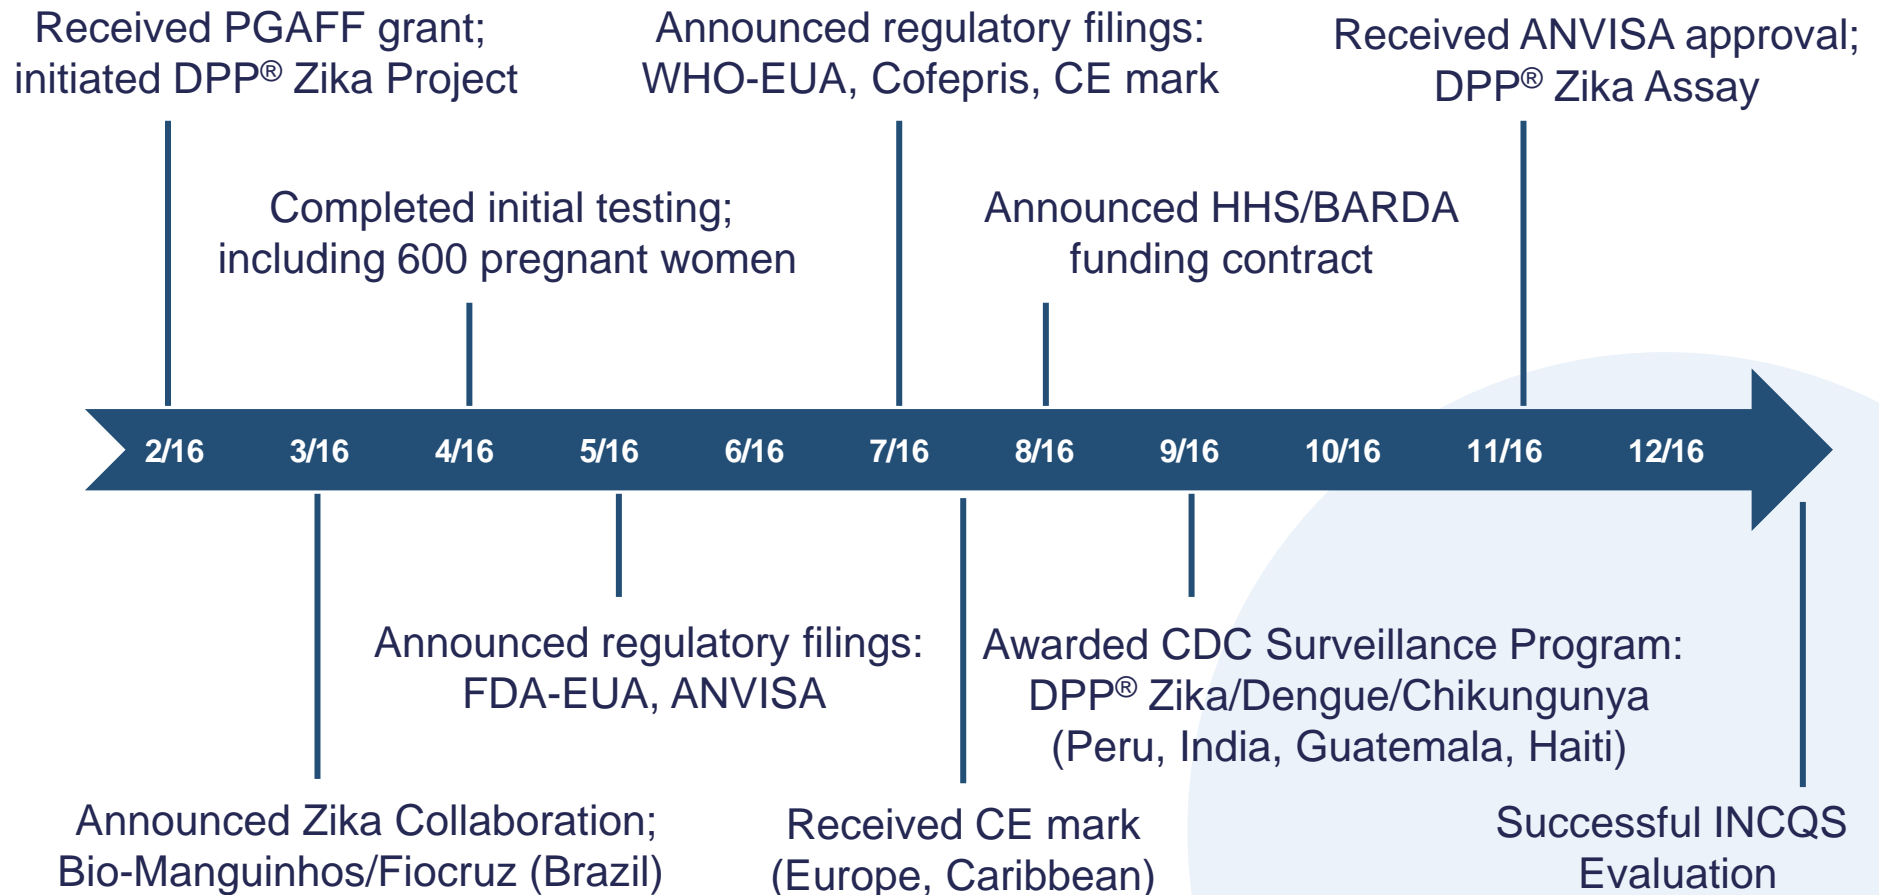 Received PGAFF grant;
initiated DPP® Zika Project
Announced regulatory filings:
WHO-EUA, Cofepris, CE mark
Received ANVISA approval;
DPP® Zika Assay
Completed initial testing;
including 600 pregnant women
Announced HHS/BARDA
funding contract
2/16 3/16 4/16 5/16 6/16 7/16 8/16 9/16 10/16 11/16 12/16
Announced regulatory filings:
FDA-EUA, ANVISA
Awarded CDC Surveillance Program:
DPP® Zika/Dengue/Chikungunya
(Peru, India, Guatemala, Haiti)
Announced Zika Collaboration;
Bio-Manguinhos/Fiocruz (Brazil)
Received CE mark
(Europe, Caribbean)
Successful INCQS
Evaluation